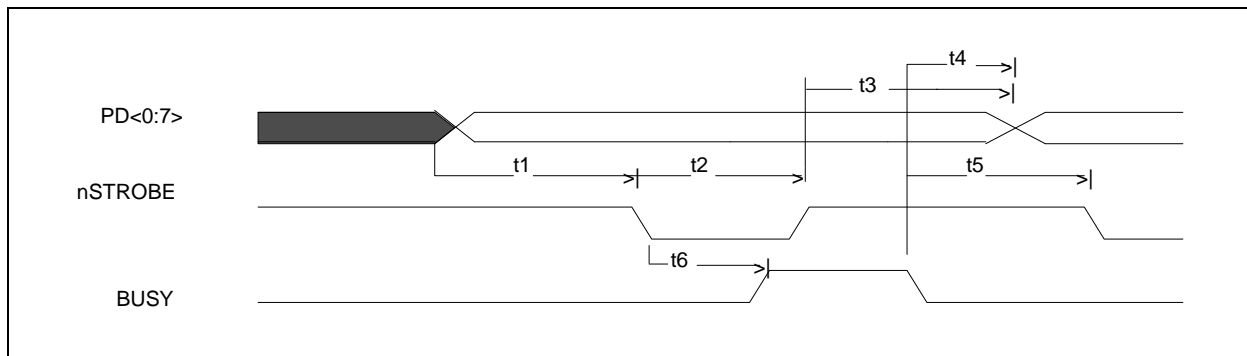 t4
t3
PD<0:7>
t1
t2
t5
nSTROBE
t6
BUSY